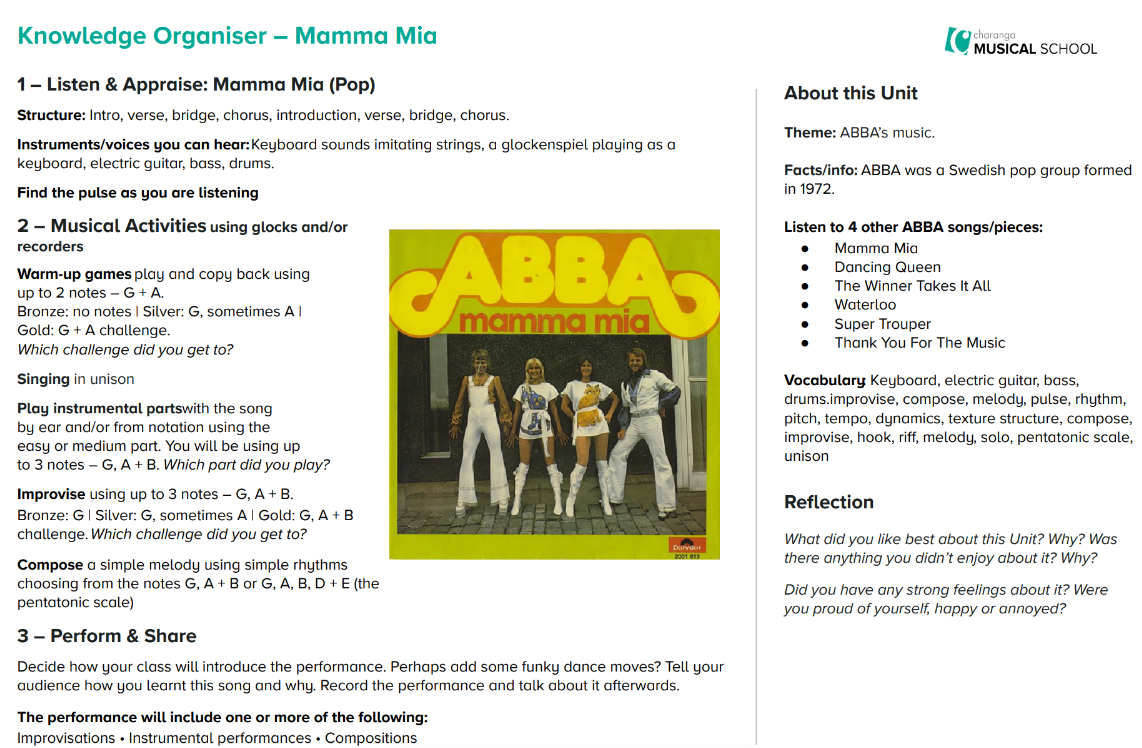 Knowledge Organiser – Mamma Mia
charanga
MUSICAL SCHOOL
1 – Listen & Appraise: Mamma Mia (Pop)
Structure: Intro, verse, bridge, chorus, introduction, verse, bridge, chorus.
Instruments/voices you can hear: Keyboard sounds imitating strings, a glockenspiel playing as a
keyboard, electric guitar, bass, drums.
Find the pulse as you are listening
2 – Musical Activities using glocks and/or
recorders
Warm-up games play and copy back using
up to 2 notes – G + A.
Bronze: no notes | Silver: G, sometimes A |
Gold: G + A challenge.
Which challenge did you get to?
Singing in unison
Play instrumental partswith the song
by ear and/or from notation using the
easy or medium part. You will be using up
to 3 notes – G, A + B. Which part did you play?
Improvise using up to 3 notes – G, A + B.
Bronze: G | Silver: G, sometimes A | Gold: G, A + B
challenge. Which challenge did you get to?
Compose a simple melody using simple rhythms
choosing from the notes G, A + B or G, A, B, D + E (the
pentatonic scale)
ABBA
mamma mia
Polydor
2001 613
3 – Perform & Share
Decide how your class will introduce the performance. Perhaps add some funky dance moves? Tell your
audience how you learnt this song and why. Record the performance and talk about it afterwards.
The performance will include one or more of the following:
Improvisations • Instrumental performances • Compositions
About this Unit
Theme: ABBA's music.
Facts/info: ABBA was a Swedish pop group formed
in 1972.
Listen to 4 other ABBA songs/pieces:
● Mamma Mia
● Dancing Queen
● The Winner Takes It All
● Waterloo
● Super Trouper
● Thank You For The Music
Vocabulary Keyboard, electric guitar, bass,
drums.improvise, compose, melody, pulse, rhythm,
pitch, tempo, dynamics, texture structure, compose,
improvise, hook, riff, melody, solo, pentatonic scale,
unison
Reflection
What did you like best about this Unit? Why? Was
there anything you didn't enjoy about it? Why?
Did you have any strong feelings about it? Were
you proud of yourself, happy or annoyed?